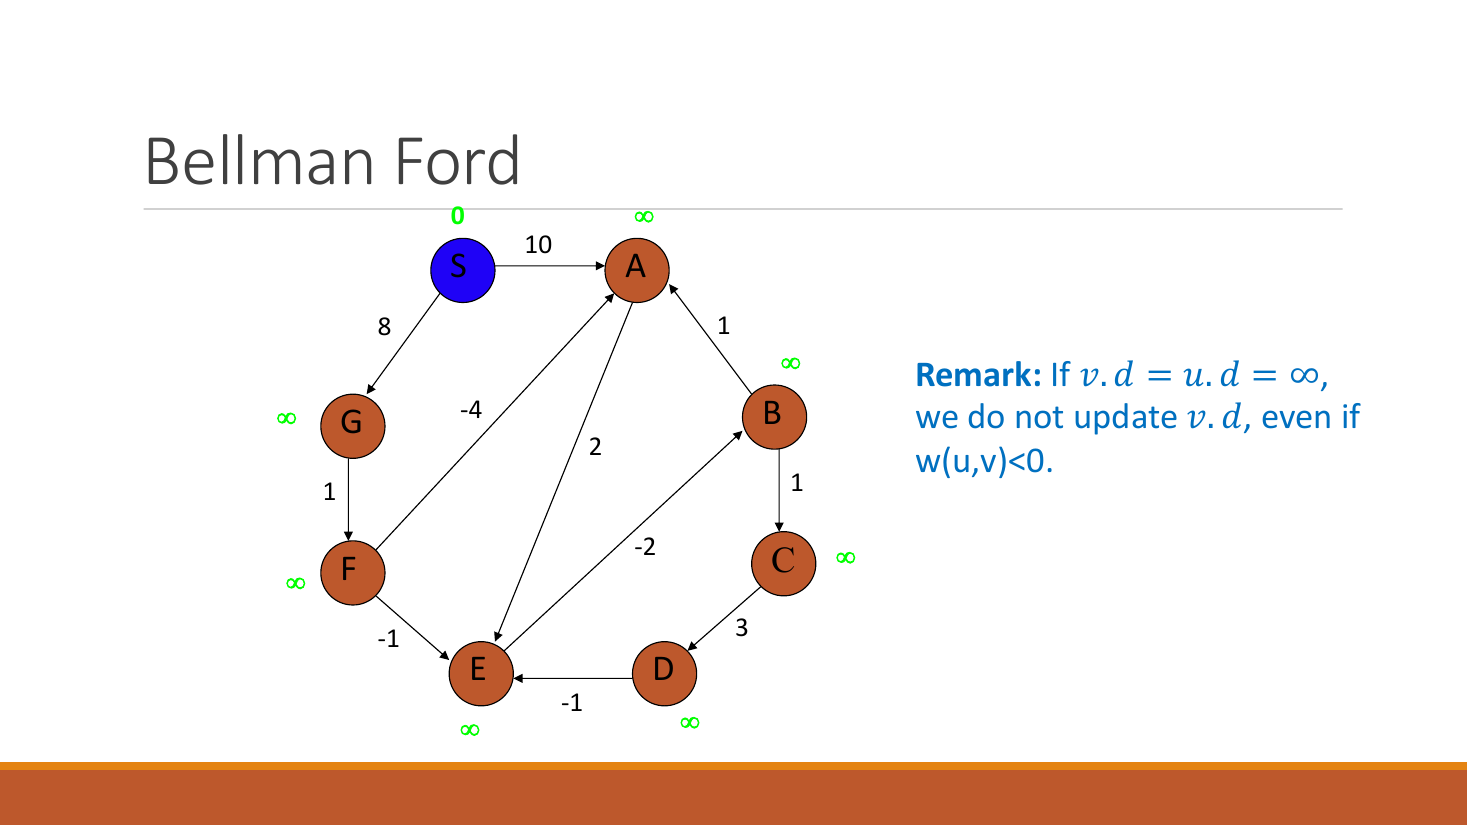 Bellman Ford
0
∞
10
S
A
8
1
∞
-4
∞
G
B
2
1
1
-2
∞
F
C
∞
-1
3
E
D
-1
∞
∞
Remark: If v.d = u.d = ∞,
we do not update v.d, even if
w(u,v)<0.